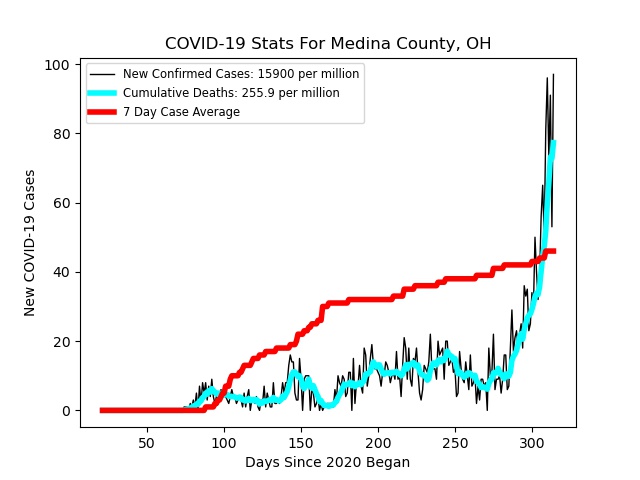 COVID-19 Stats For Medina County, OH
New Confirmed Cases: 15900 per million
Cumulative Deaths: 255.9 per million
7 Day Case Average
New COVID-19 Cases
100
80
60
40
20
0
50 100 150 200 250 300
Days Since 2020 Began